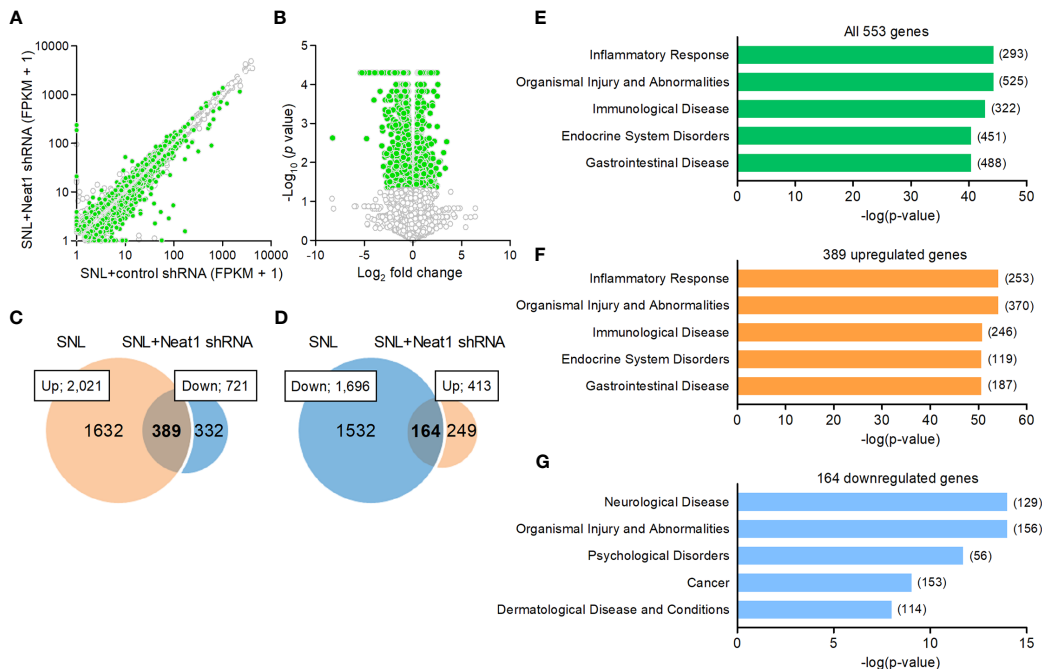 A
SNL+Neat1 shRNA (FPKM + 1)
10000
1000
100
10
1
1 10 100 1000 10000
SNL+control shRNA (FPKM + 1)
B
-Log10 (p value)
5
4
3
2
1
0
-10 -5 0 5 10
Log2 fold change
C
SNL SNL+Neat1 shRNA
Up; 2,021 Down; 721
1632 389 332
D
SNL SNL+Neat1 shRNA
Down; 1,696 Up; 413
1532 164 249
E
All 553 genes
Inflammatory Response (293)
Organismal Injury and Abnormalities (525)
Immunological Disease (322)
Endocrine System Disorders (451)
Gastrointestinal Disease (488)
0 -10 -20 -30 -40 -50
-log(p-value)
F
389 upregulated genes
Inflammatory Response (253)
Organismal Injury and Abnormalities (370)
Immunological Disease (246)
Endocrine System Disorders (119)
Gastrointestinal Disease (187)
0 10 20 30 40 50 60
-log(p-value)
G
164 downregulated genes
Neurological Disease (129)
Organismal Injury and Abnormalities (156)
Psychological Disorders (56)
Cancer (153)
Dermatological Disease and Conditions (114)
0 5 10 15
-log(p-value)